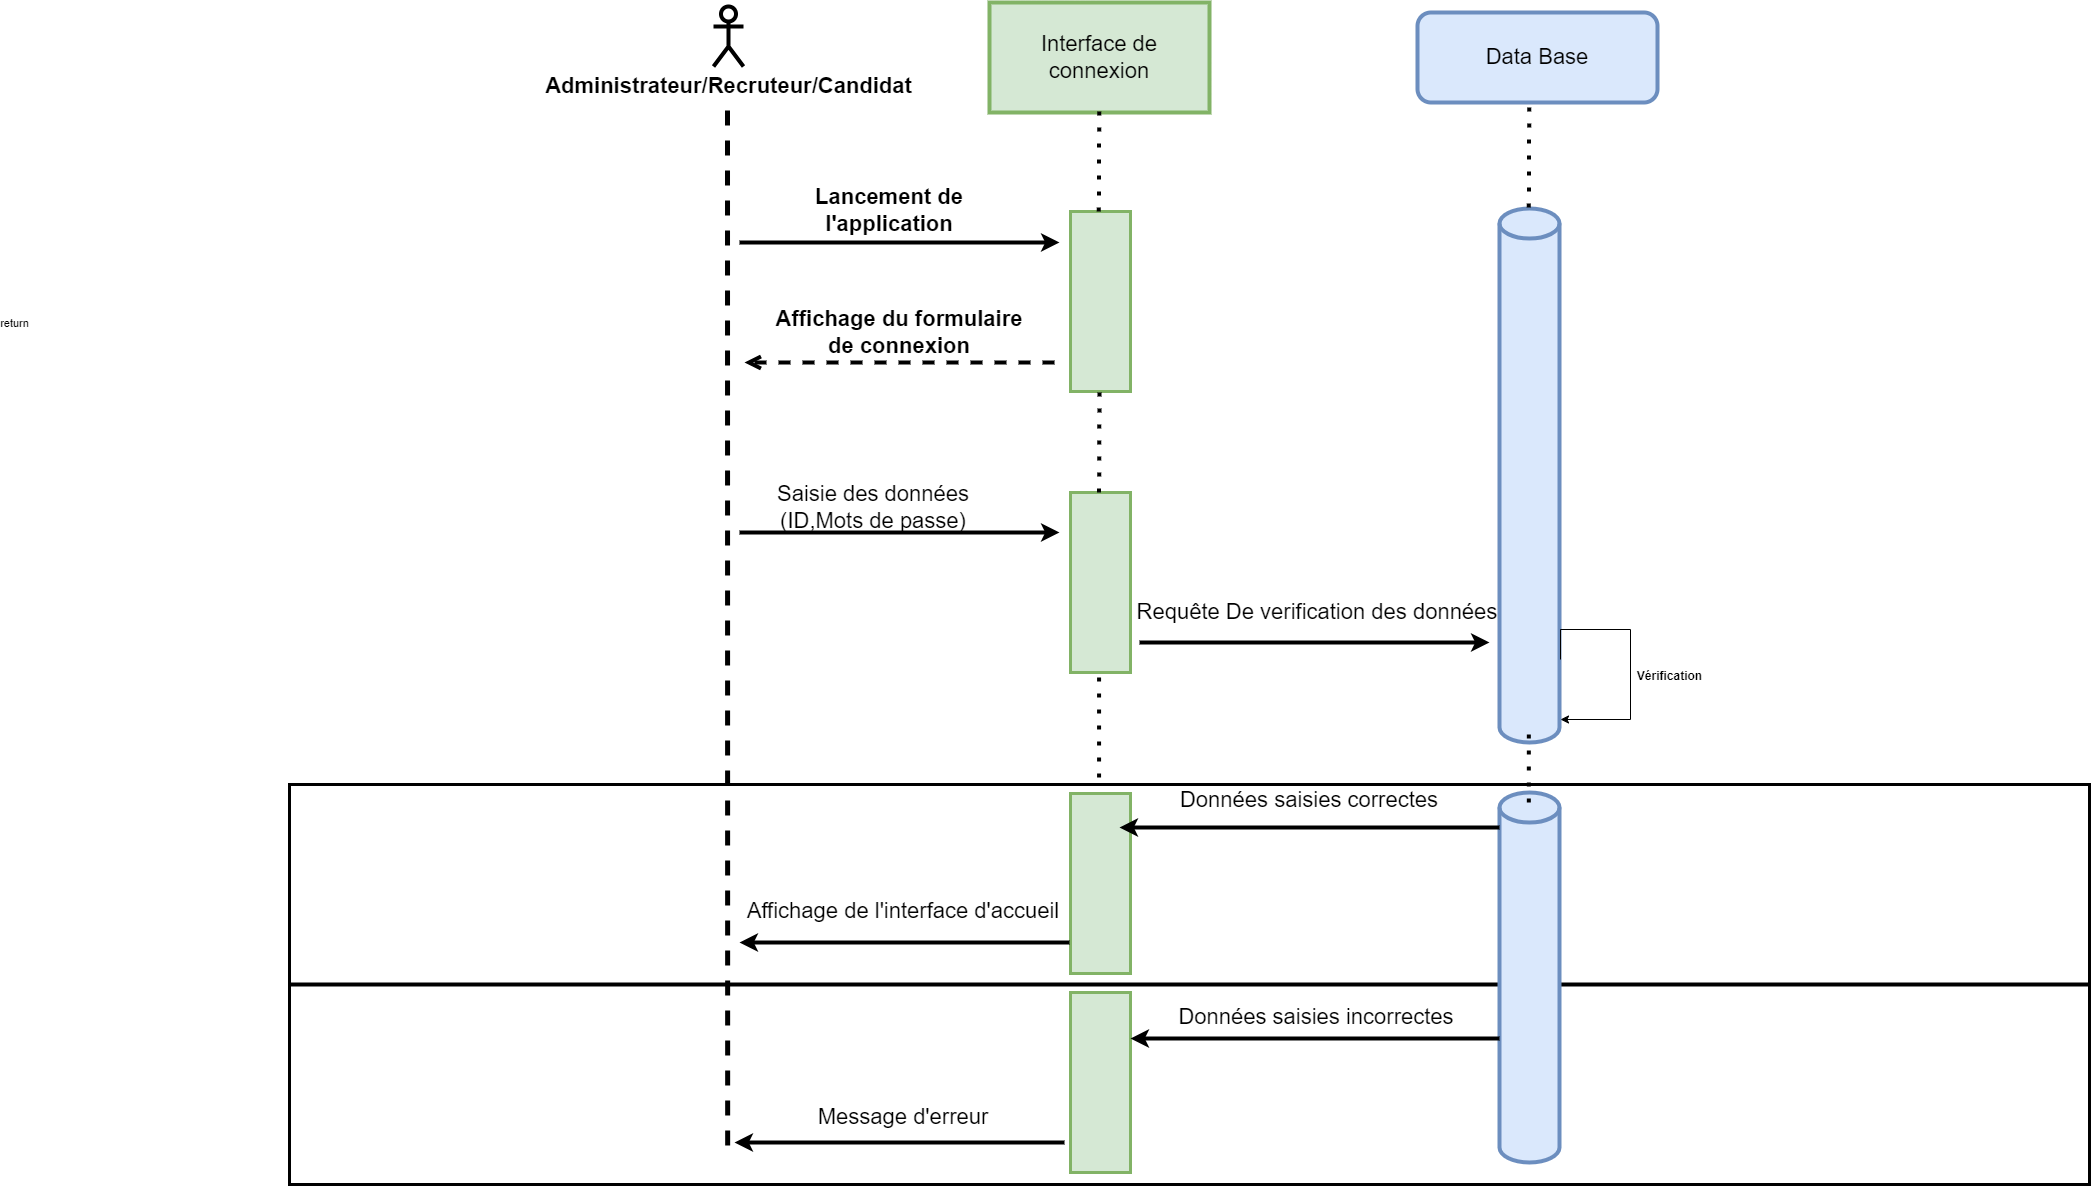 Interface de
connexion
Data Base
Administrateur/Recruteur/Candidat
Lancement de
l'application
return
Affichage du formulaire
de connexion
Saisie des données
(ID,Mots de passe)
Requête De verification des données
Vérification
Données saisies correctes
Affichage de l'interface d'accueil
Données saisies incorrectes
Message d'erreur